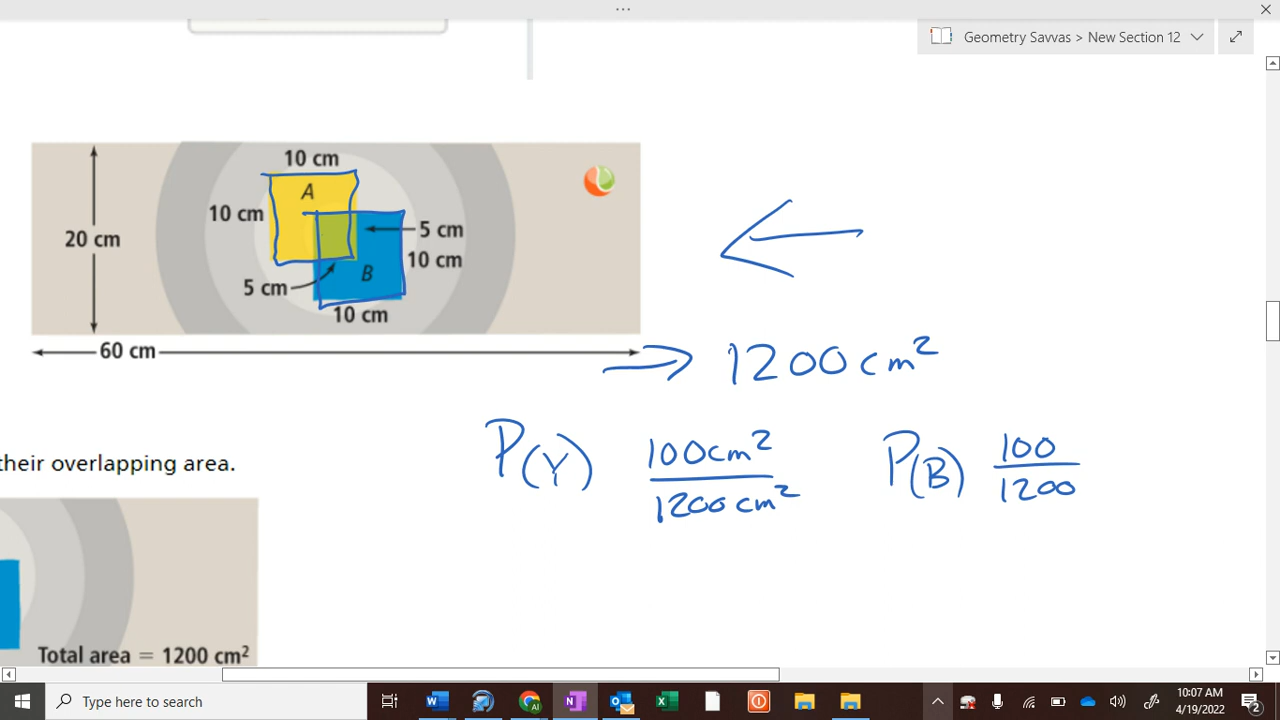 Geometry Savvas > New Section 12
10 cm
A
10 cm
5 cm
20 cm
10 cm
B
5 cm
10 cm
60 cm
1200 cm²
P(Y) 100cm²/1200 cm² P(B) 100/1200
their overlapping area.
Total area = 1200 cm²
Type here to search
10:07 AM
4/19/2022
2